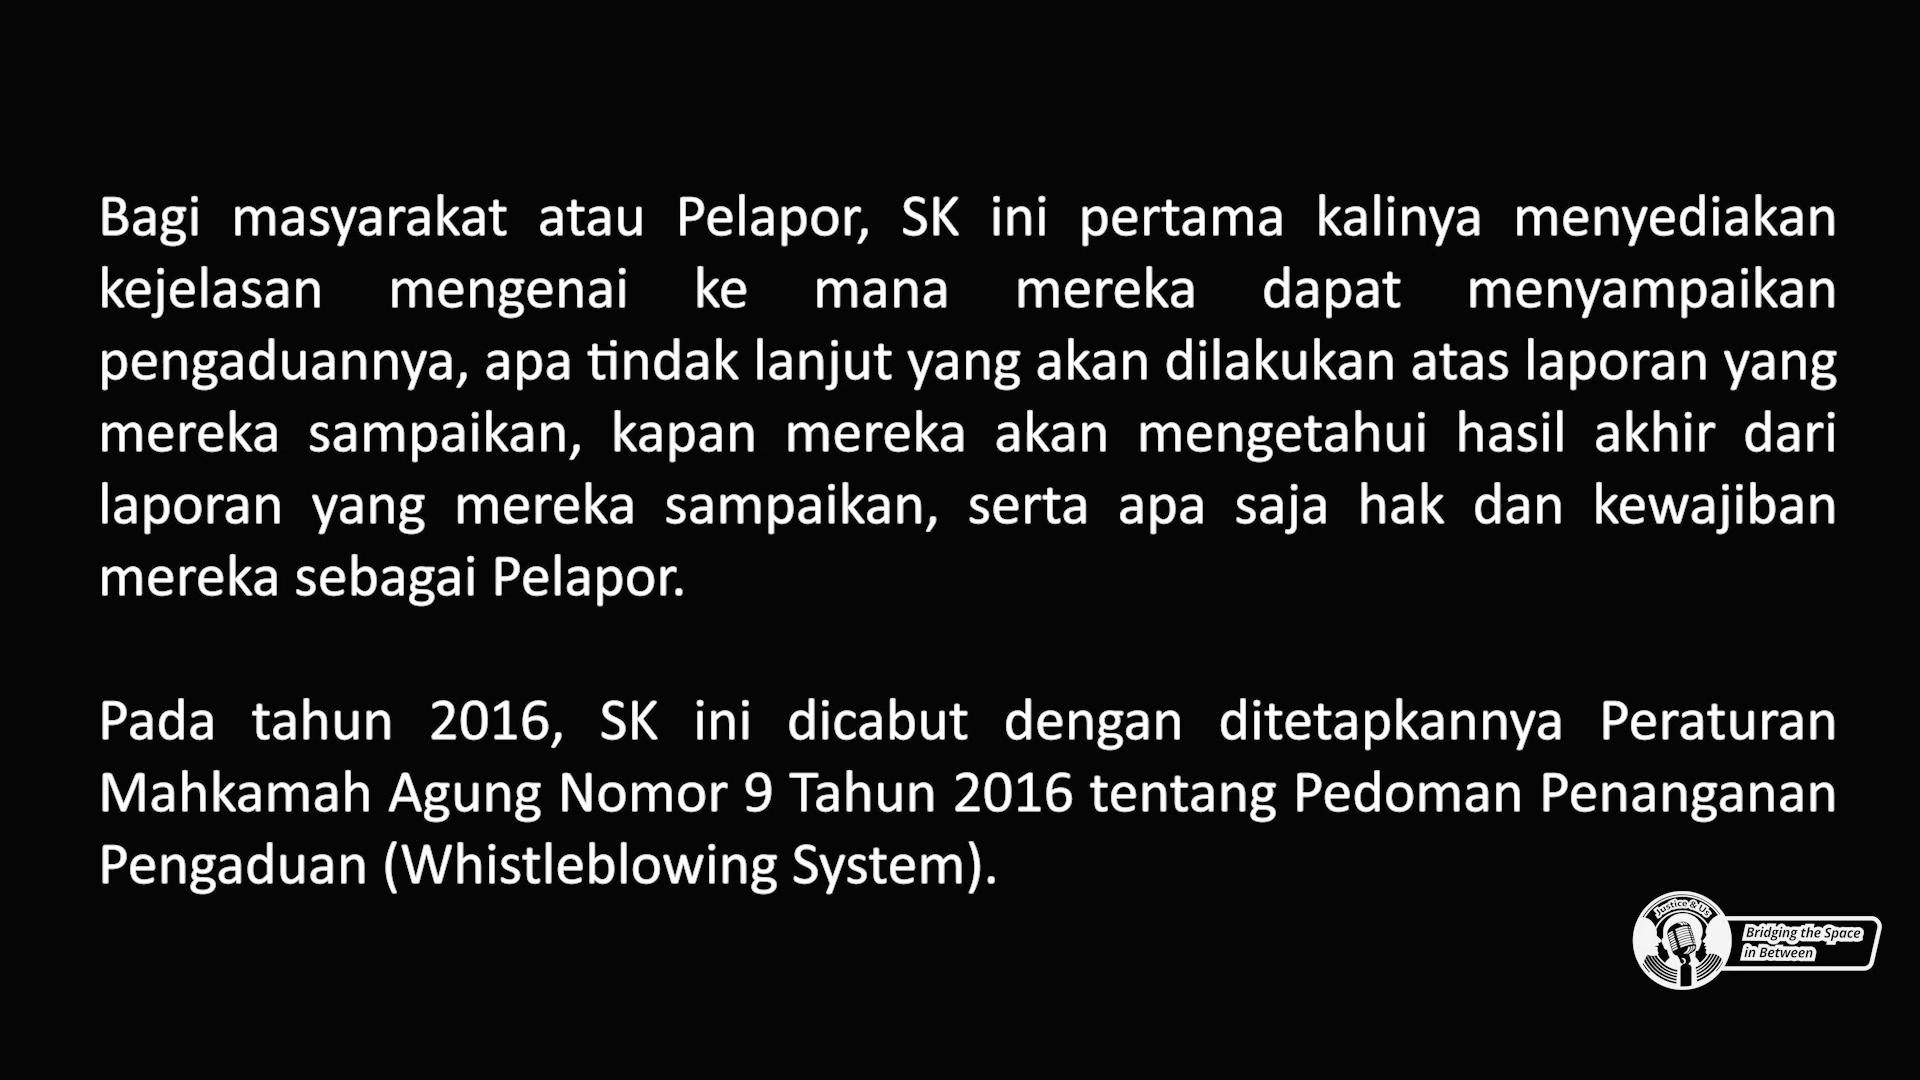 Bagi masyarakat atau Pelapor, SK ini pertama kalinya menyediakan
kejelasan mengenai ke mana mereka dapat menyampaikan
pengaduannya, apa tindak lanjut yang akan dilakukan atas laporan yang
mereka sampaikan, kapan mereka akan mengetahui hasil akhir dari
laporan yang mereka sampaikan, serta apa saja hak dan kewajiban
mereka sebagai Pelapor.
Pada tahun 2016, SK ini dicabut dengan ditetapkannya Peraturan
Mahkamah Agung Nomor 9 Tahun 2016 tentang Pedoman Penanganan
Pengaduan (Whistleblowing System).
Justice & Us
Bridging the Space
in Between